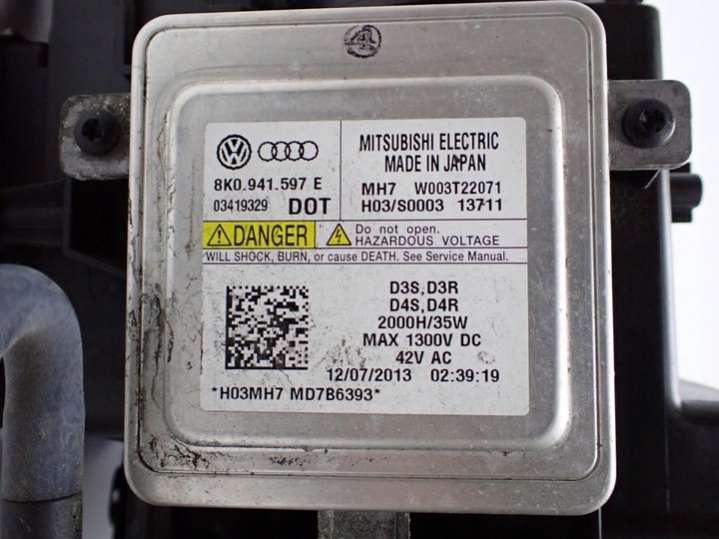 MITSUBISHI ELECTRIC
MADE IN JAPAN
8K0.941.597 E
MH7 W003T22071
03419329 DOT
H03/S0003 13711
DANGER
Do not open.
HAZARDOUS VOLTAGE
WILL SHOCK, BURN, or cause DEATH. See Service Manual.
D3S,D3R
D4S,D4R
2000H/35W
MAX 1300V DC
42V AC
12/07/2013 02:39:19
*H03MH7 MD7B6393*